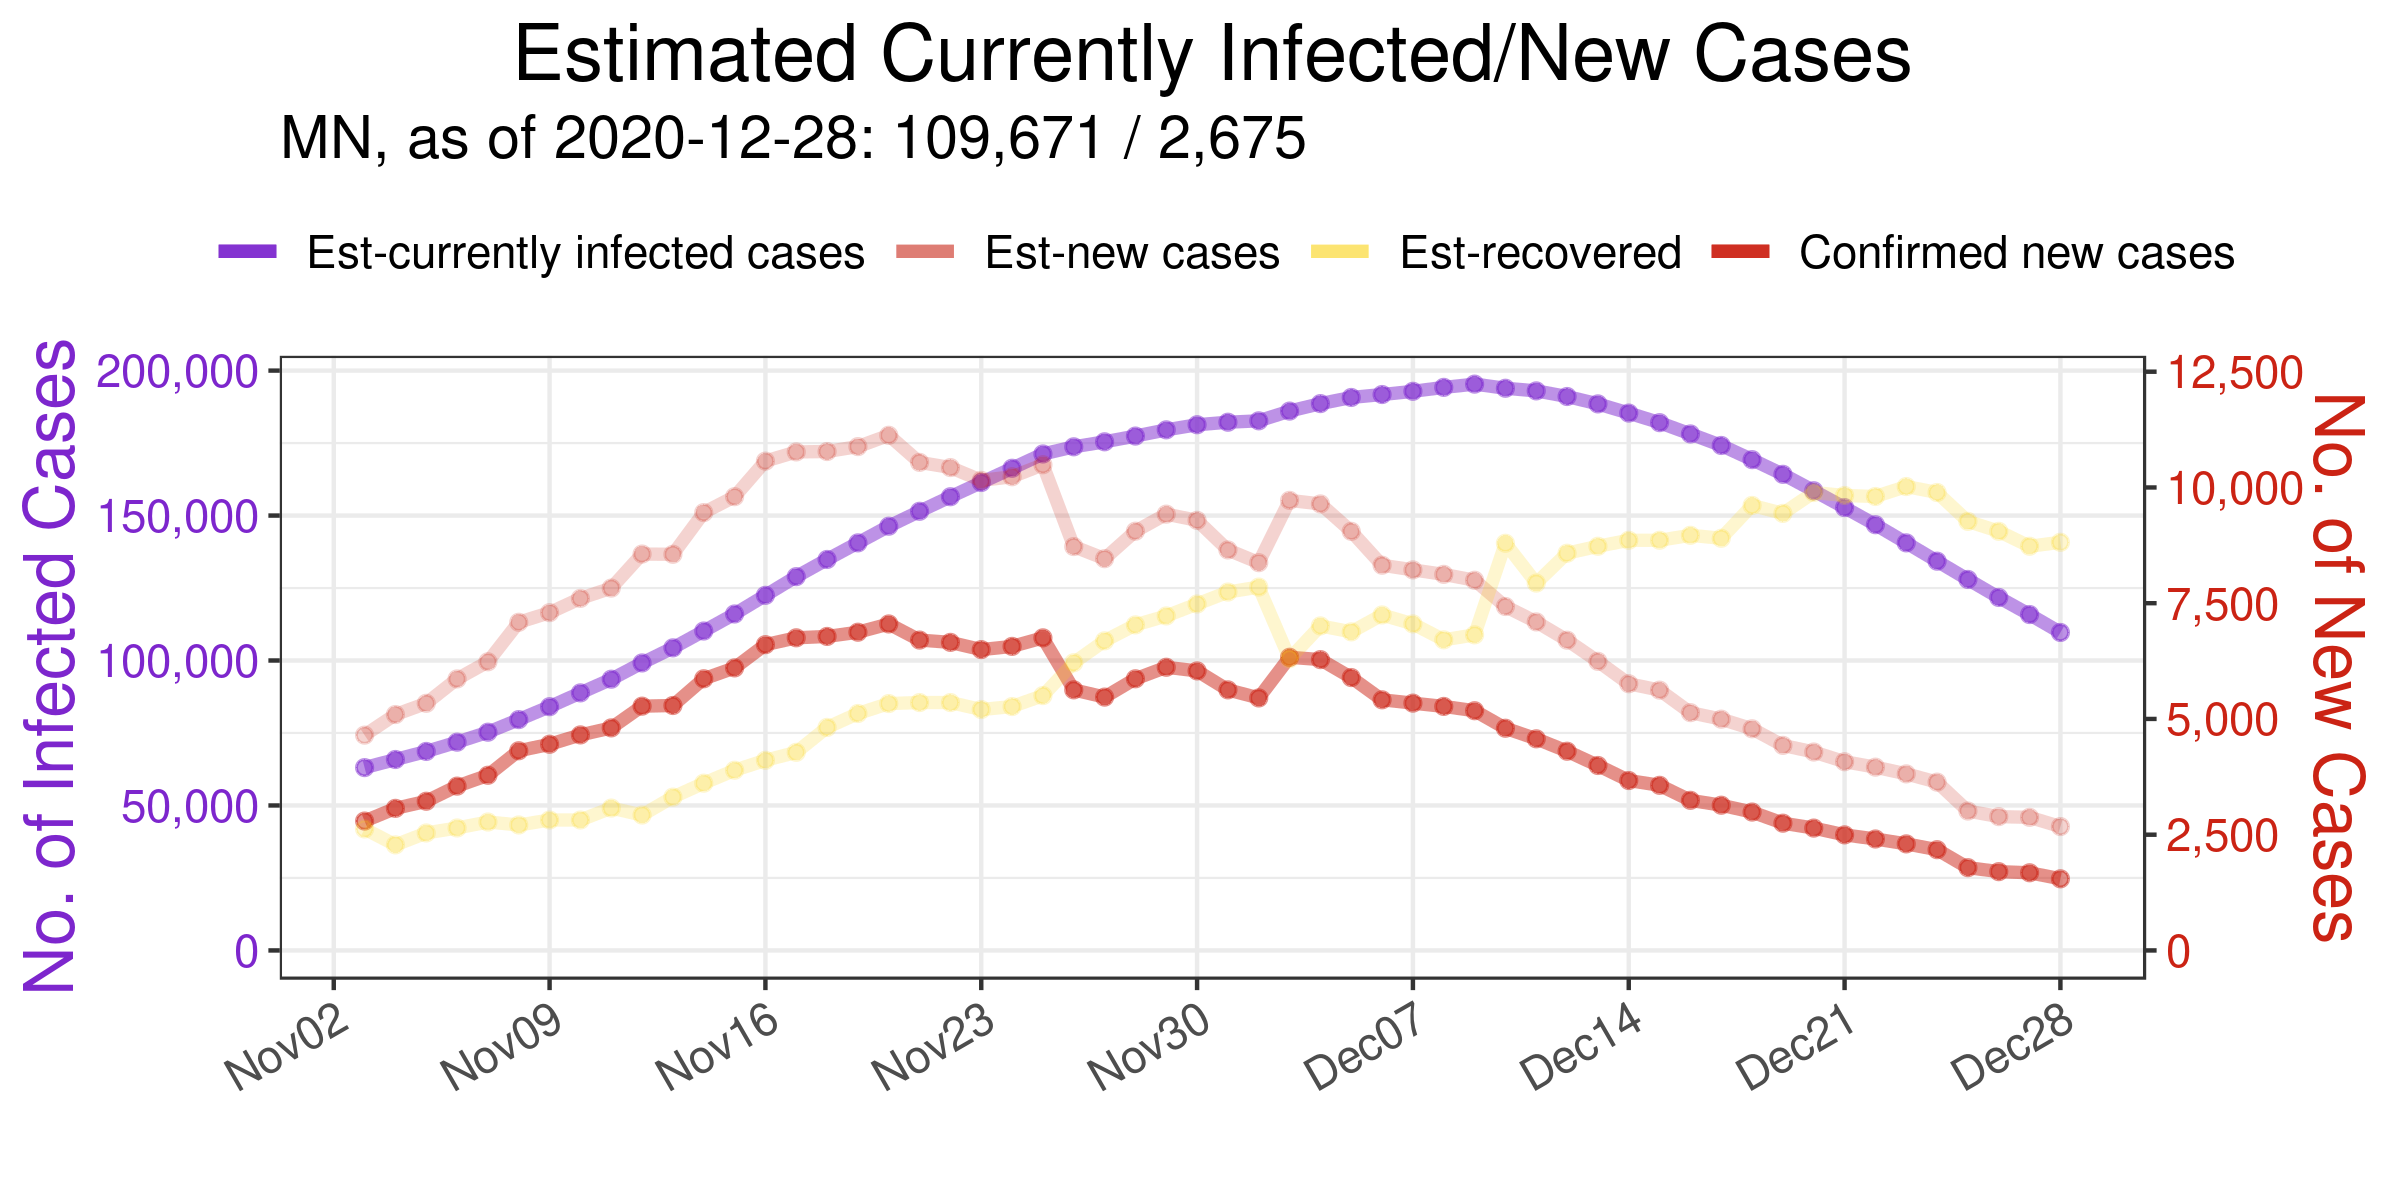 Estimated Currently Infected/New Cases
MN, as of 2020-12-28: 109,671 / 2,675
Est-currently infected cases Est-new cases Est-recovered Confirmed new cases
No. of Infected Cases
200,000
150,000
100,000
50,000
0
12,500
10,000
7,500
5,000
2,500
0
No. of New Cases
Nov02 Nov09 Nov16 Nov23 Nov30 Dec07 Dec14 Dec21 Dec28